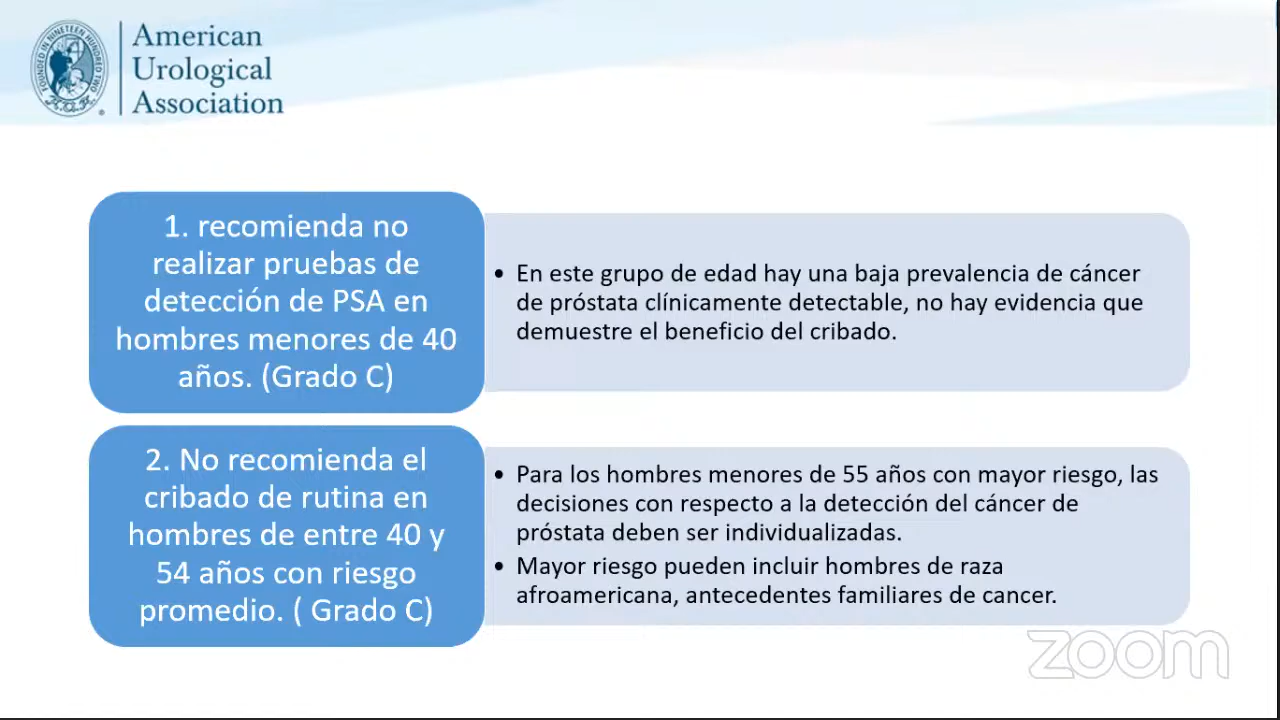 American
Urological
Association
1. recomienda no
realizar pruebas de
detección de PSA en
hombres menores de 40
años. (Grado C)
• En este grupo de edad hay una baja prevalencia de cáncer
de próstata clínicamente detectable, no hay evidencia que
demuestre el beneficio del cribado.
2. No recomienda el
cribado de rutina en
hombres de entre 40 y
54 años con riesgo
promedio. ( Grado C)
• Para los hombres menores de 55 años con mayor riesgo, las
decisiones con respecto a la detección del cáncer de
próstata deben ser individualizadas.
• Mayor riesgo pueden incluir hombres de raza
afroamericana, antecedentes familiares de cancer.
zoom